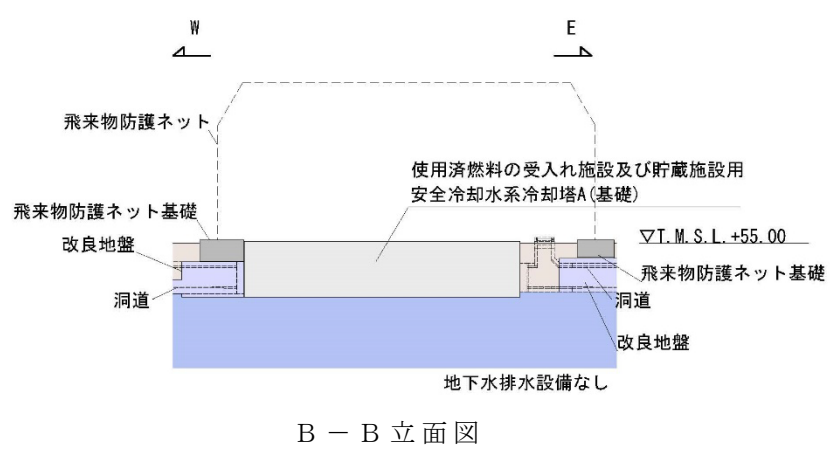 W
E
飛来物防護ネット
使用済燃料の受入れ施設及び貯蔵施設用
安全冷却水系冷却塔A(基礎)
飛来物防護ネット基礎
▽T.M.S.L.+55.00
改良地盤
飛来物防護ネット基礎
洞道
洞道
改良地盤
地下水排水設備なし
B－B立面図